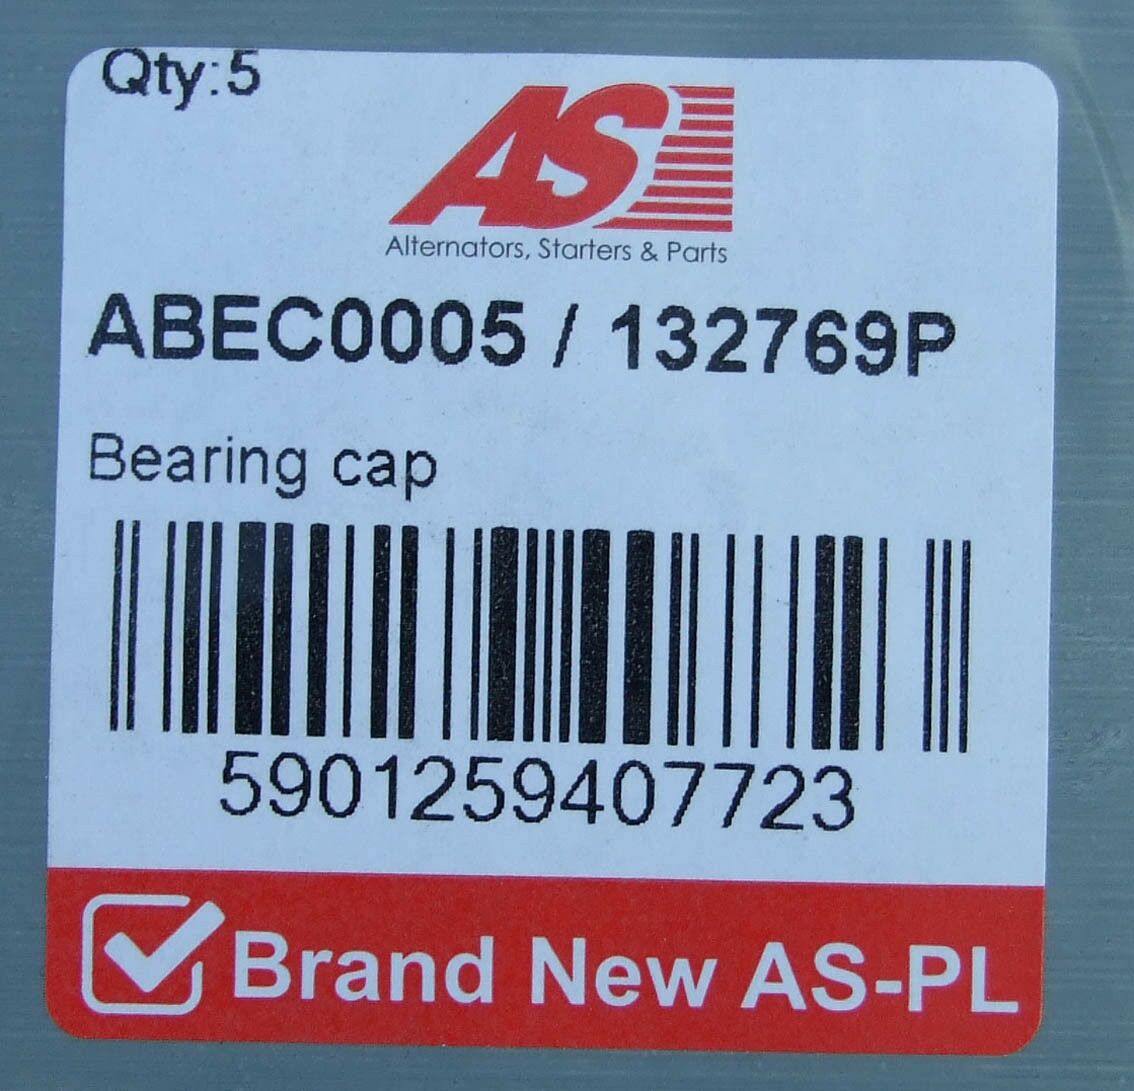 Qty:5
AS
Alternators, Starters & Parts
ABEC0005 / 132769P
Bearing cap
5901259407723
Brand New AS-PL